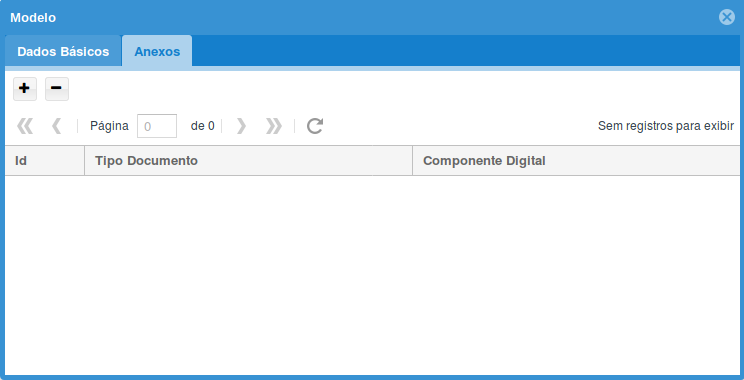 Modelo
Dados Básicos Anexos
Página 0 de 0 Sem registros para exibir
Id Tipo Documento Componente Digital